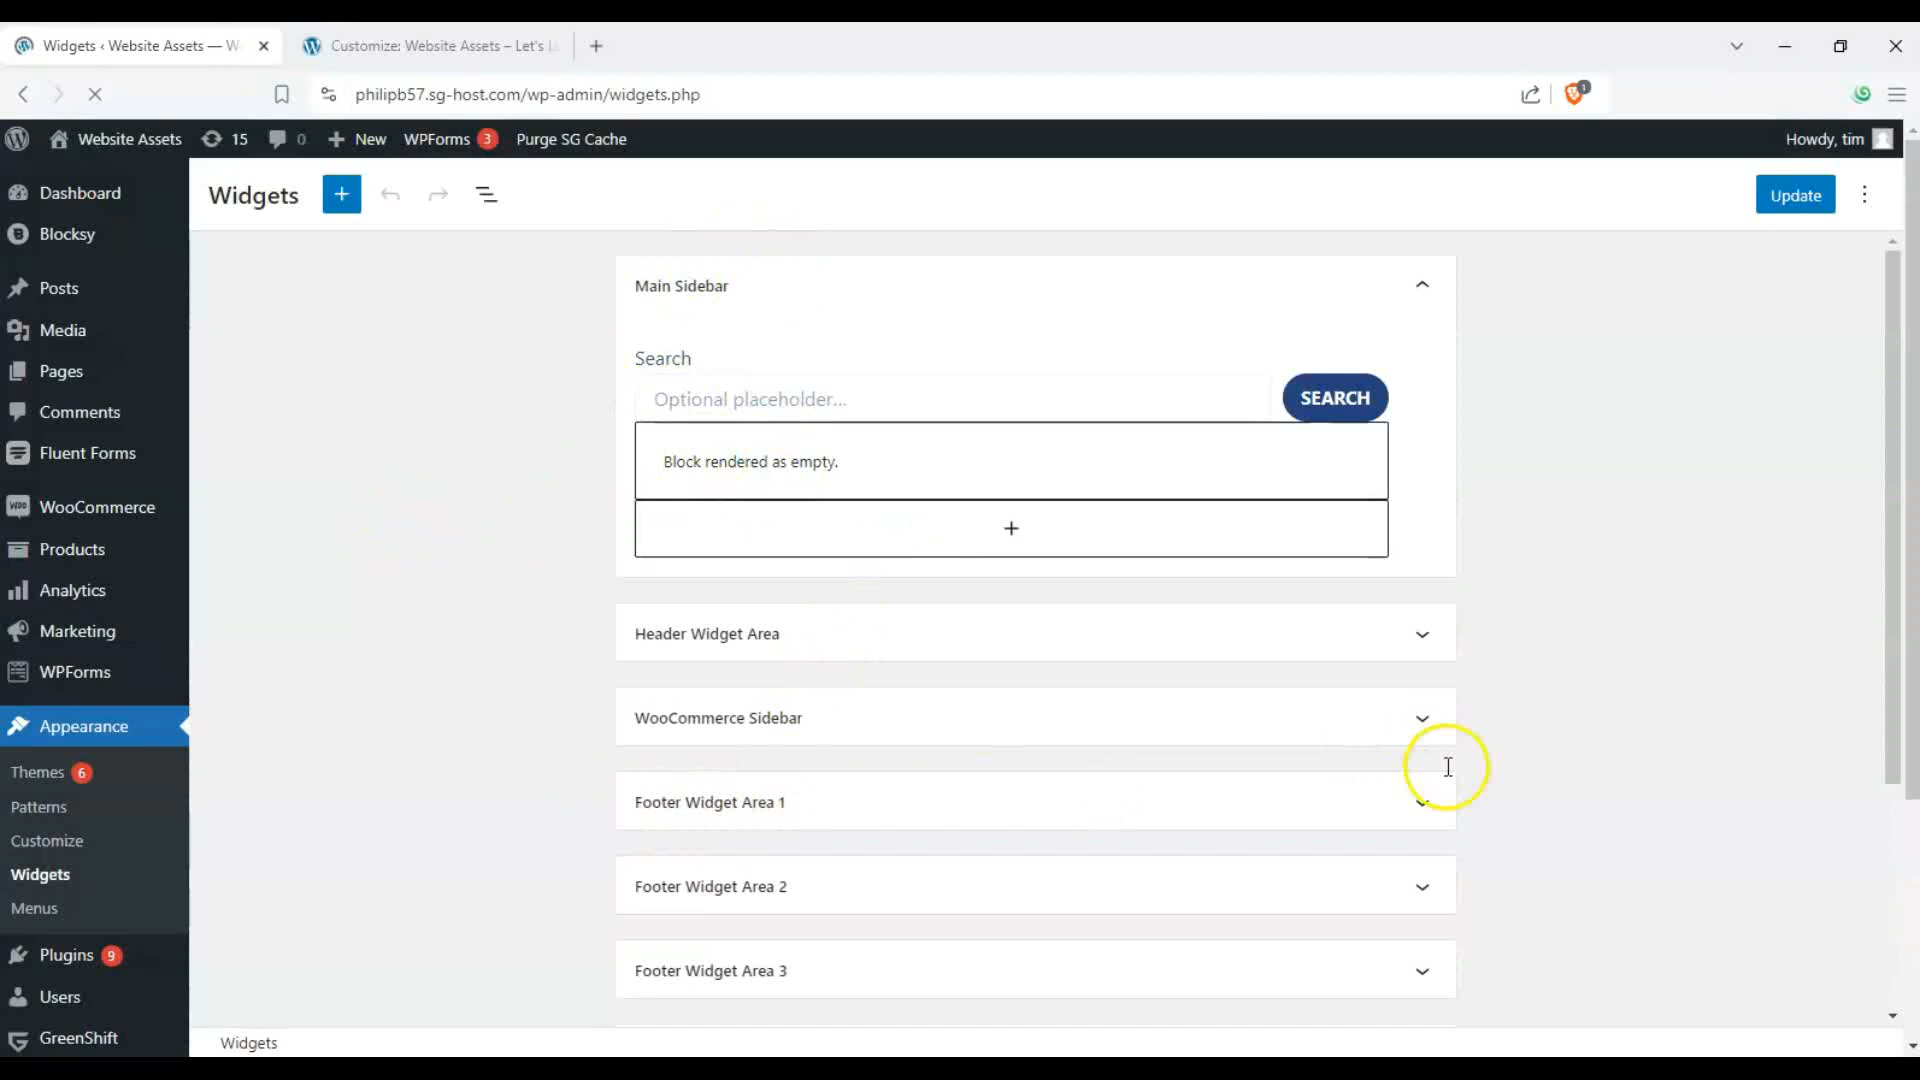 Widgets ‹ Website Assets — W
Customize: Website Assets – Let's L
philipb57.sg-host.com/wp-admin/widgets.php
1
Website Assets
15
0
New
WPForms 3
Purge SG Cache
Howdy, tim
Dashboard
Blocksy
Posts
Media
Pages
Comments
Fluent Forms
WooCommerce
Products
Analytics
Marketing
WPForms
Appearance
Themes 6
Patterns
Customize
Widgets
Menus
Plugins 9
Users
GreenShift
Widgets
Update
Main Sidebar
Search
Optional placeholder...
SEARCH
Block rendered as empty.
Header Widget Area
WooCommerce Sidebar
Footer Widget Area 1
Footer Widget Area 2
Footer Widget Area 3
Widgets